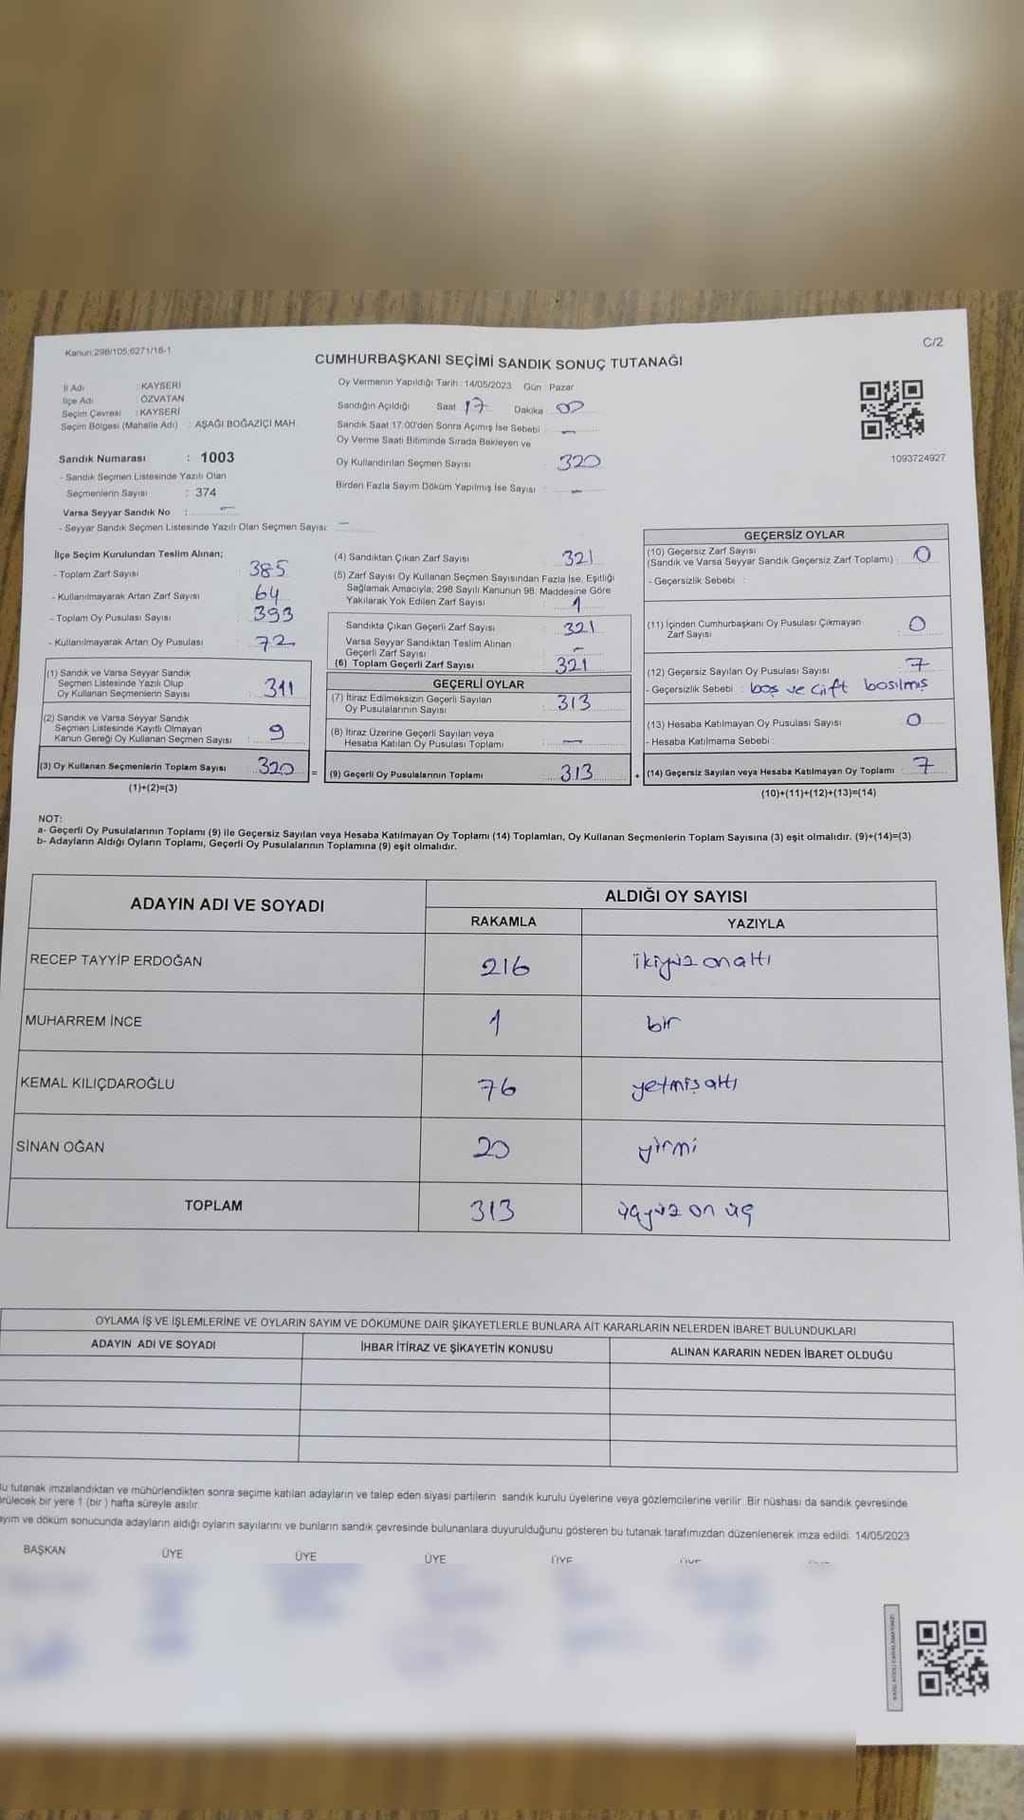 Kanun:298/105;6271/16-1
C/2
CUMHURBAŞKANI SEÇİMİ SANDIK SONUÇ TUTANAĞI
İl Adı : KAYSERİ
İlçe Adı : ÖZVATAN
Seçim Çevresi : KAYSERİ
Seçim Bölgesi (Mahalle Adı) : AŞAĞI BOĞAZİÇİ MAH.
Sandık Numarası : 1003
- Sandık Seçmen Listesinde Yazılı Olan
Seçmenlerin Sayısı : 374
Varsa Seyyar Sandık No : -
- Seyyar Sandık Seçmen Listesinde Yazılı Olan Seçmen Sayısı: -
Oy Vermenin Yapıldığı Tarih : 14/05/2023 Gün : Pazar
Sandığın Açıldığı Saat 17 Dakika 00
Sandık Saat 17:00'den Sonra Açımış İse Sebebi : -
Oy Verme Saati Bitiminde Sırada Bekleyen ve
Oy Kullandırılan Seçmen Sayısı : 320
Birden Fazla Sayım Döküm Yapılmış İse Sayısı : -
1093724927
İlçe Seçim Kurulundan Teslim Alınan;
- Toplam Zarf Sayısı 385
- Kullanılmayarak Artan Zarf Sayısı 64
- Toplam Oy Pusulası Sayısı 393
- Kullanılmayarak Artan Oy Pusulası 72
(1) Sandık ve Varsa Seyyar Sandık
Seçmen Listesinde Yazılı Olup
Oy Kullanan Seçmenlerin Sayısı 311
(2) Sandık ve Varsa Seyyar Sandık
Seçmen Listesinde Kayıtlı Olmayan
Kanun Gereği Oy Kullanan Seçmen Sayısı 9
(3) Oy Kullanan Seçmenlerin Toplam Sayısı 320
(1)+(2)=(3)
(4) Sandıktan Çıkan Zarf Sayısı 321
(5) Zarf Sayısı Oy Kullanan Seçmen Sayısından Fazla İse, Eşitliği
Sağlamak Amacıyla; 298 Sayılı Kanunun 98. Maddesine Göre
Yakılarak Yok Edilen Zarf Sayısı 1
Sandıkta Çıkan Geçerli Zarf Sayısı 321
Varsa Seyyar Sandıktan Teslim Alınan
Geçerli Zarf Sayısı -
(6) Toplam Geçerli Zarf Sayısı 321
GEÇERLİ OYLAR
(7) İtiraz Edilmeksizin Geçerli Sayılan
Oy Pusulalarının Sayısı 313
(8) İtiraz Üzerine Geçerli Sayılan veya
Hesaba Katılan Oy Pusulası Toplamı -
= (9) Geçerli Oy Pusulalarının Toplamı 313
GEÇERSİZ OYLAR
(10) Geçersiz Zarf Sayısı
(Sandık ve Varsa Seyyar Sandık Geçersiz Zarf Toplamı) : 0
- Geçersizlik Sebebi :
(11) İçinden Cumhurbaşkanı Oy Pusulası Çıkmayan
Zarf Sayısı : 0
(12) Geçersiz Sayılan Oy Pusulası Sayısı : 7
- Geçersizlik Sebebi : boş ve çift basılmış
(13) Hesaba Katılmayan Oy Pusulası Sayısı : 0
- Hesaba Katılmama Sebebi :
+ (14) Geçersiz Sayılan veya Hesaba Katılmayan Oy Toplamı : 7
(10)+(11)+(12)+(13)=(14)
NOT:
a- Geçerli Oy Pusulalarının Toplamı (9) ile Geçersiz Sayılan veya Hesaba Katılmayan Oy Toplamı (14) Toplamları, Oy Kullanan Seçmenlerin Toplam Sayısına (3) eşit olmalıdır. (9)+(14)=(3)
b- Adayların Aldığı Oyların Toplamı, Geçerli Oy Pusulalarının Toplamına (9) eşit olmalıdır.
ADAYIN ADI VE SOYADI
ALDIĞI OY SAYISI
RAKAMLA YAZIYLA
RECEP TAYYİP ERDOĞAN 216 ikiyüz onaltı
MUHARREM İNCE 1 bir
KEMAL KILIÇDAROĞLU 76 yetmiş altı
SİNAN OĞAN 20 yirmi
TOPLAM 313 üçyüz on üç
OYLAMA İŞ VE İŞLEMLERİNE VE OYLARIN SAYIM VE DÖKÜMÜNE DAİR ŞİKAYETLERLE BUNLARA AİT KARARLARIN NELERDEN İBARET BULUNDUKLARI
ADAYIN ADI VE SOYADI İHBAR İTİRAZ VE ŞİKAYETİN KONUSU ALINAN KARARIN NEDEN İBARET OLDUĞU
u tutanak imzalandıktan ve mühürlendikten sonra seçime katılan adayların ve talep eden siyasi partilerin sandık kurulu üyelerine veya gözlemcilerine verilir. Bir nüshası da sandık çevresinde
rülecek bir yere 1 (bir ) hafta süreyle asılır.
ayım ve döküm sonucunda adayların aldığı oyların sayılarını ve bunların sandık çevresinde bulunanlara duyurulduğunu gösteren bu tutanak tarafımızdan düzenlenerek imza edildi. 14/05/2023
BAŞKAN ÜYE ÜYE ÜYE ÜYE